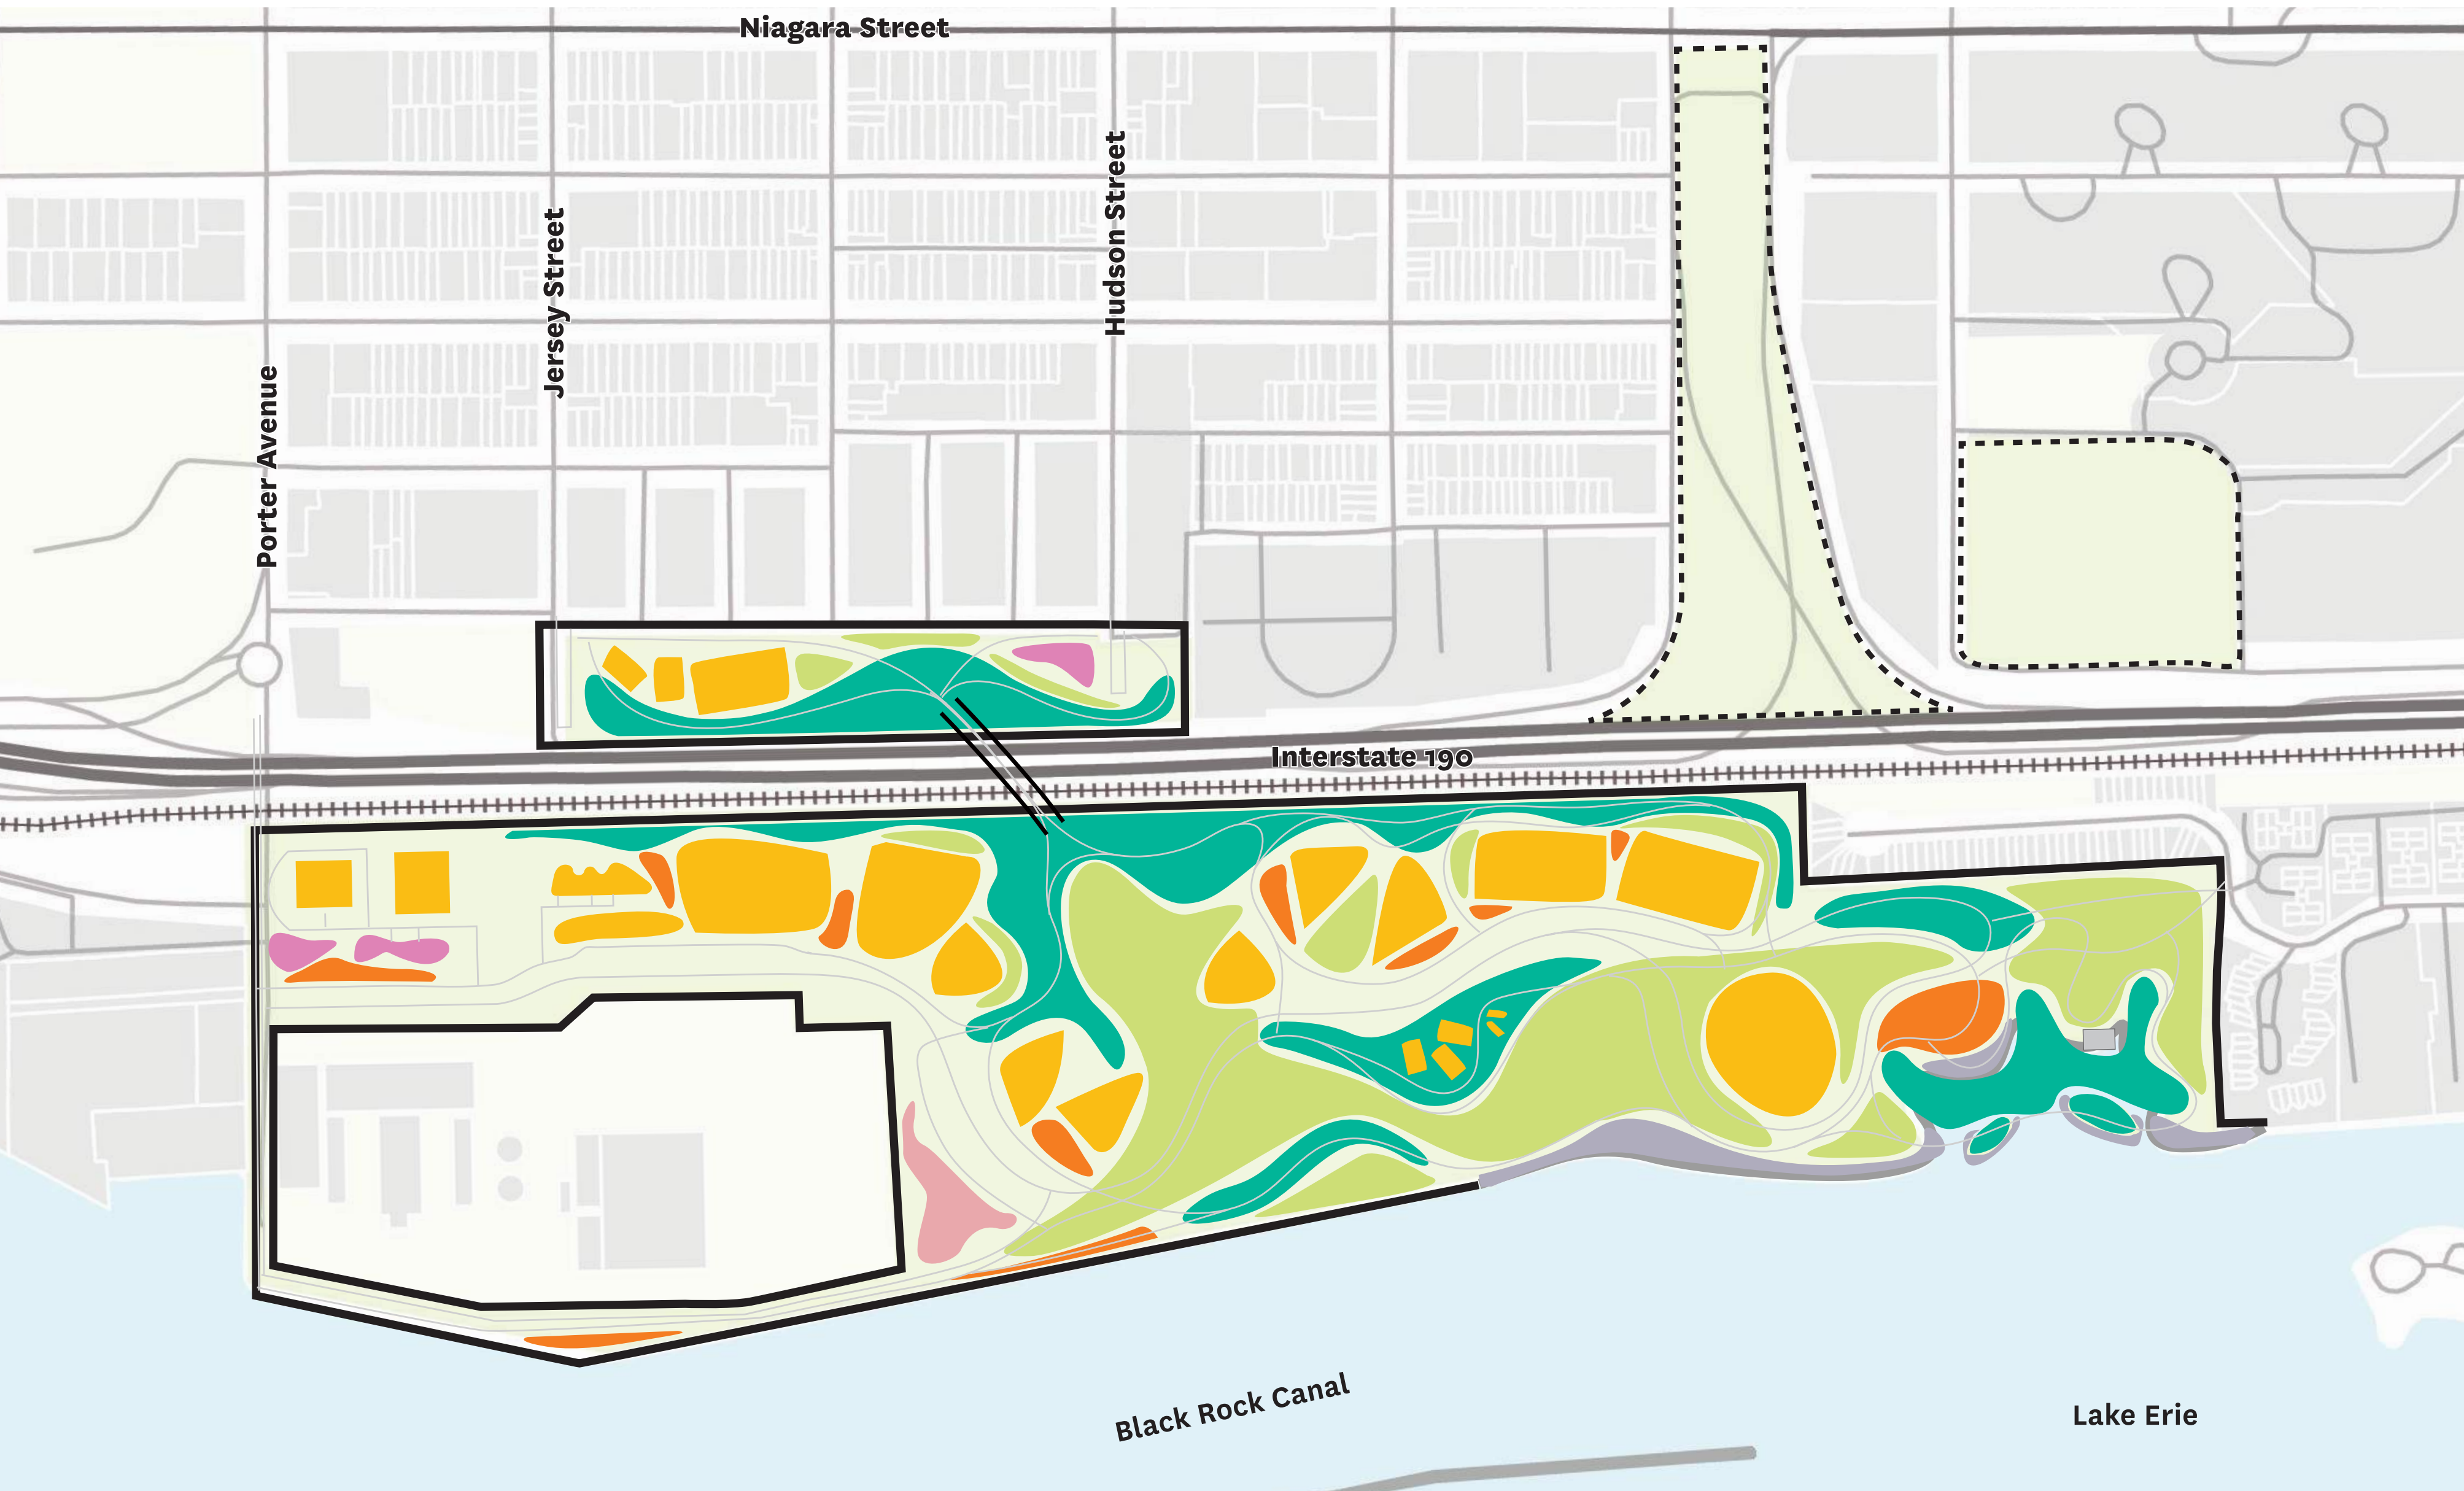 Niagara Street
Hudson Street
Jersey Street
Porter Avenue
Interstate 190
Black Rock Canal
Lake Erie